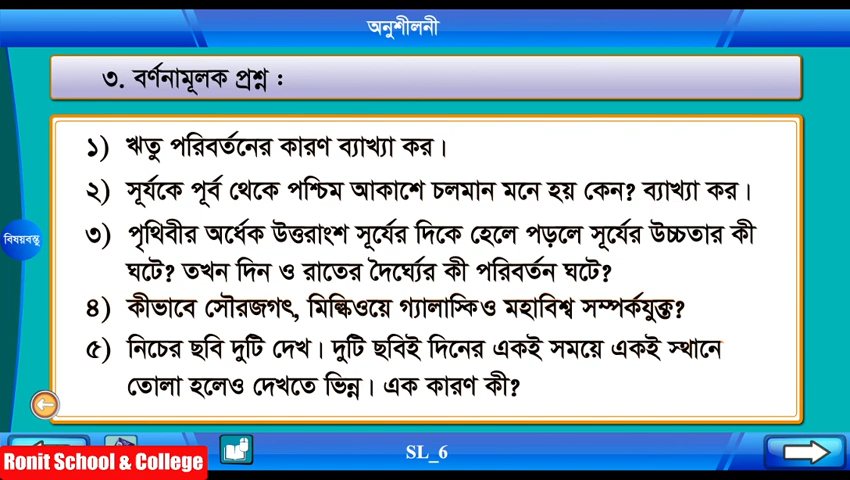 অনুশীলনী
৩. বর্ণনামূলক প্রশ্ন :
১) ঋতু পরিবর্তনের কারণ ব্যাখ্যা কর।
২) সূর্যকে পূর্ব থেকে পশ্চিম আকাশে চলমান মনে হয় কেন? ব্যাখ্যা কর।
৩) পৃথিবীর অর্ধেক উত্তরাংশ সূর্যের দিকে হেলে পড়লে সূর্যের উচ্চতার কী
ঘটে? তখন দিন ও রাতের দৈর্ঘ্যের কী পরিবর্তন ঘটে?
বিষয়বস্তু
৪) কীভাবে সৌরজগৎ, মিল্কিওয়ে গ্যালাস্কিও মহাবিশ্ব সম্পর্কযুক্ত?
৫) নিচের ছবি দুটি দেখ। দুটি ছবিই দিনের একই সময়ে একই স্থানে
তোলা হলেও দেখতে ভিন্ন। এক কারণ কী?
SL_6
Ronit School & College